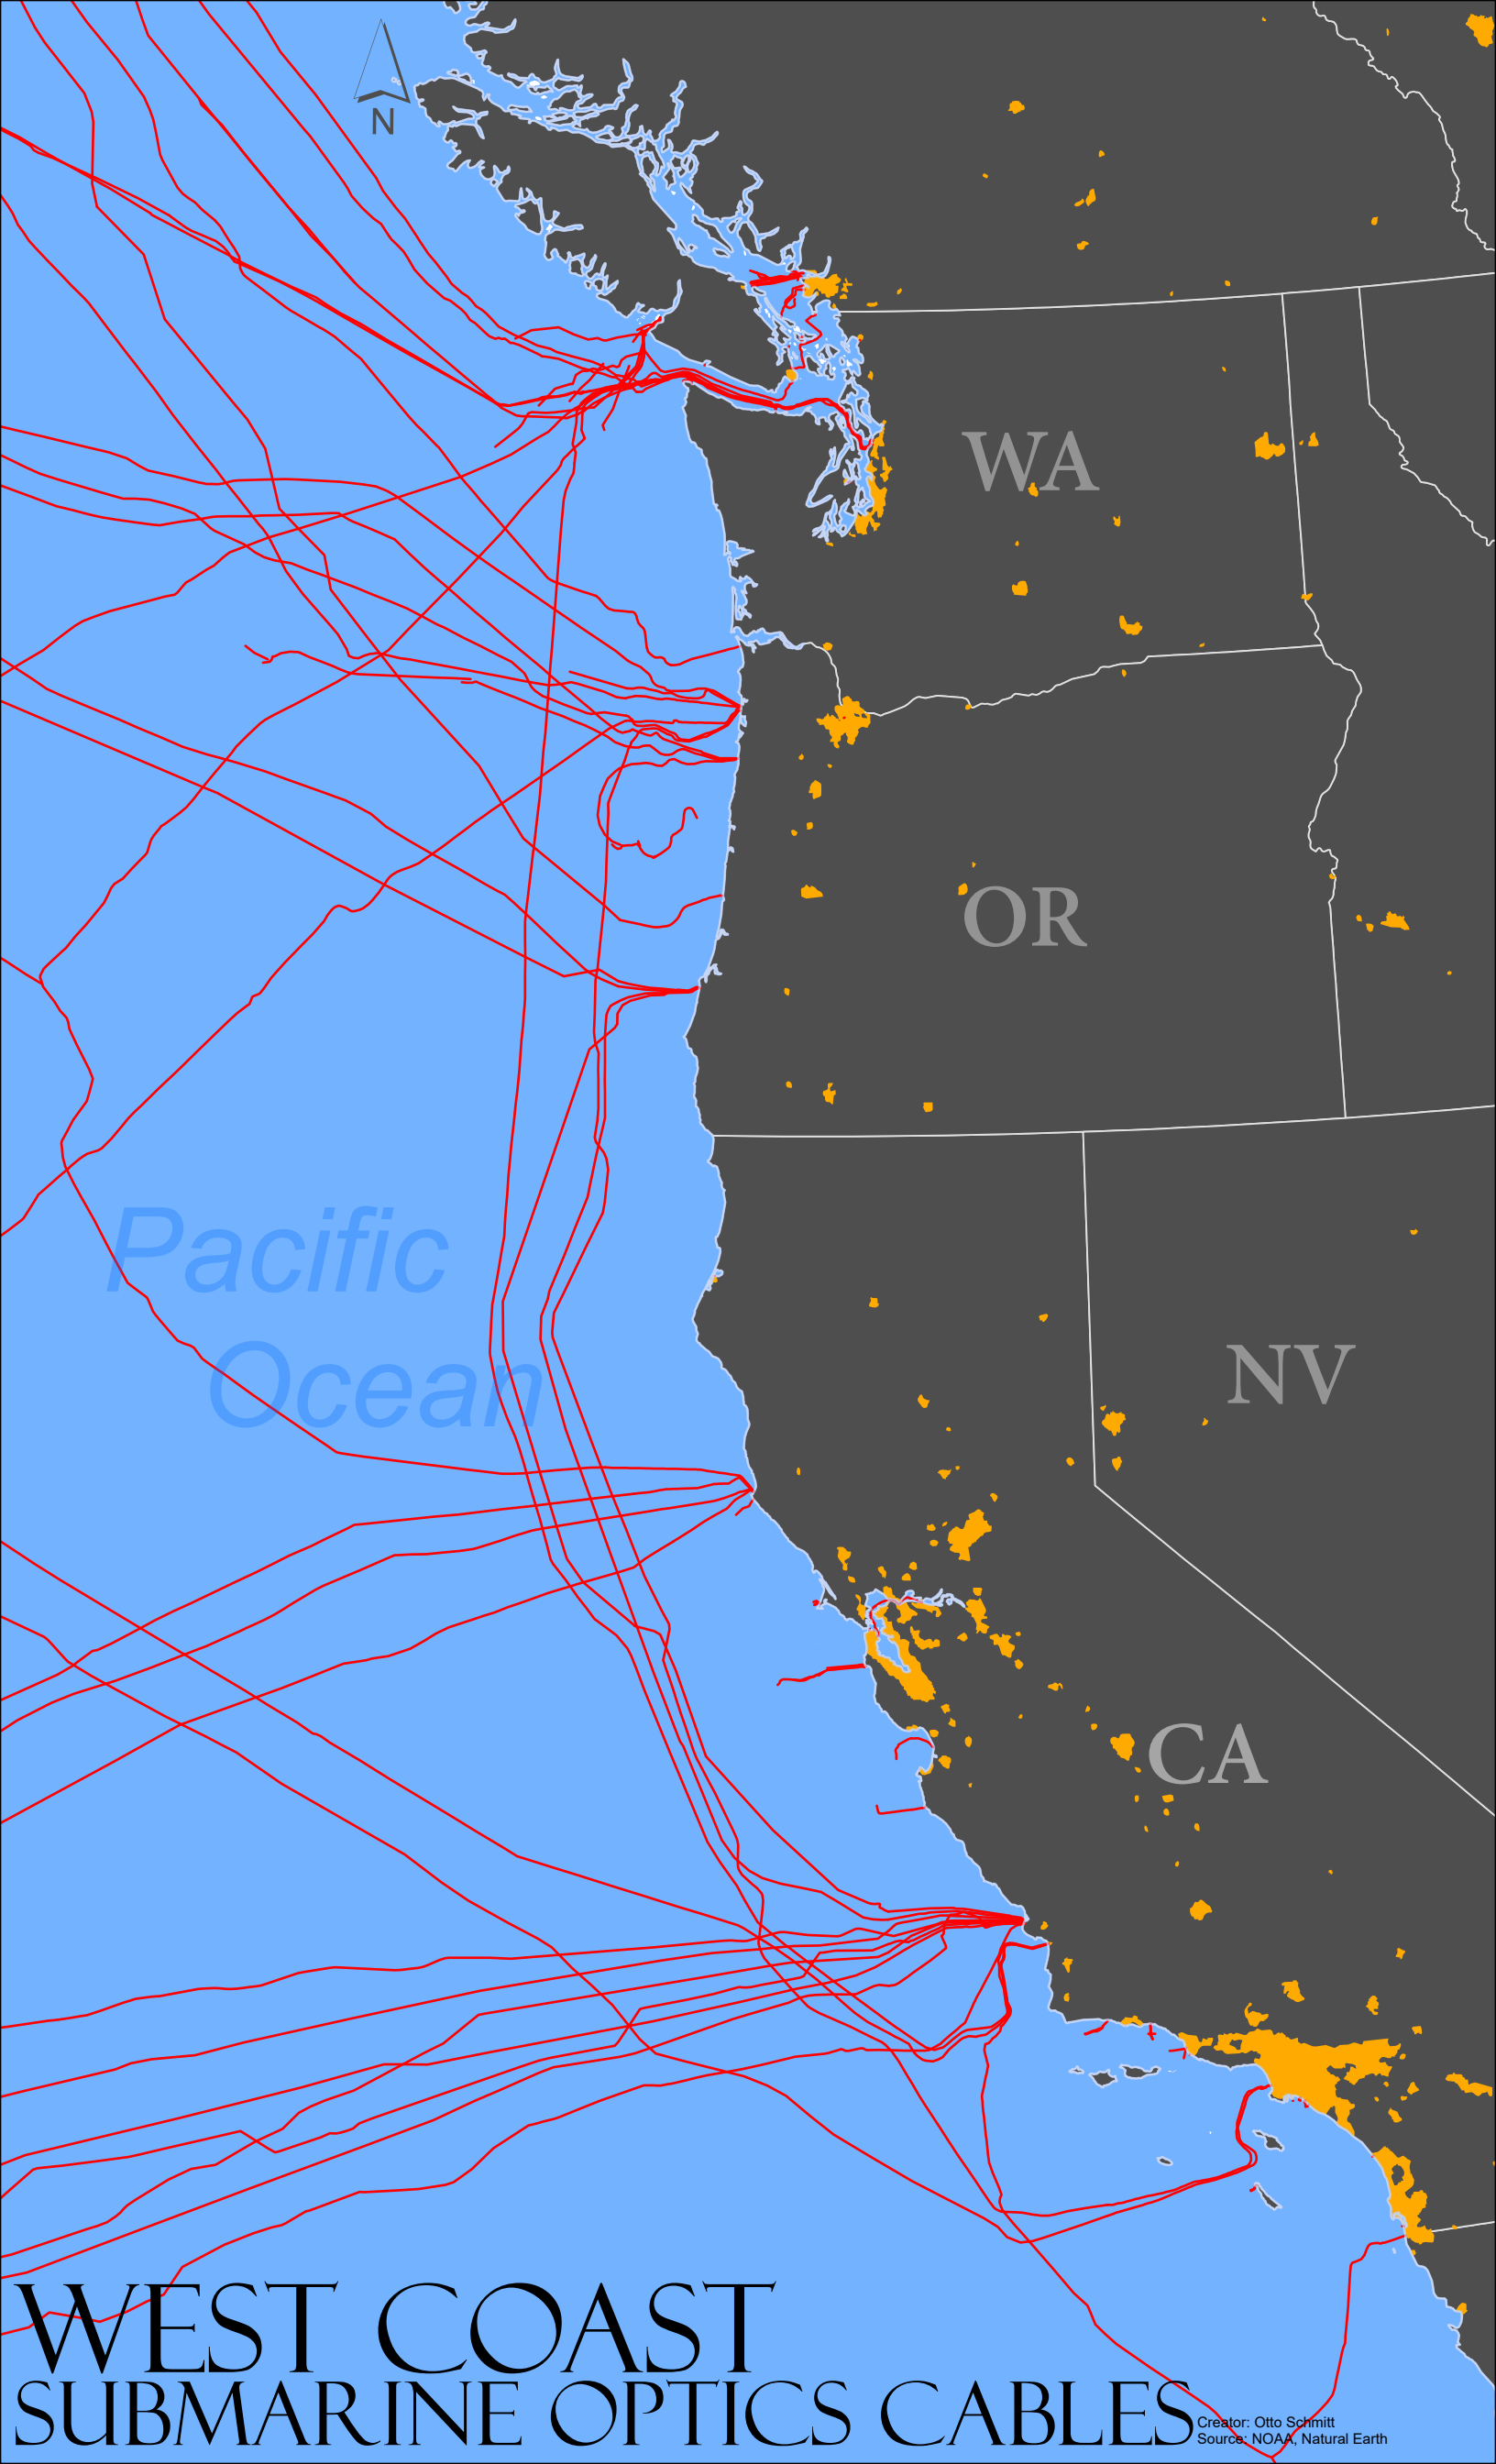 N
WA
OR
Pacific
Ocean
NV
CA
WEST COAST
SUBMARINE OPTICS CABLES
Creator: Otto Schmitt
Source: NOAA, Natural Earth